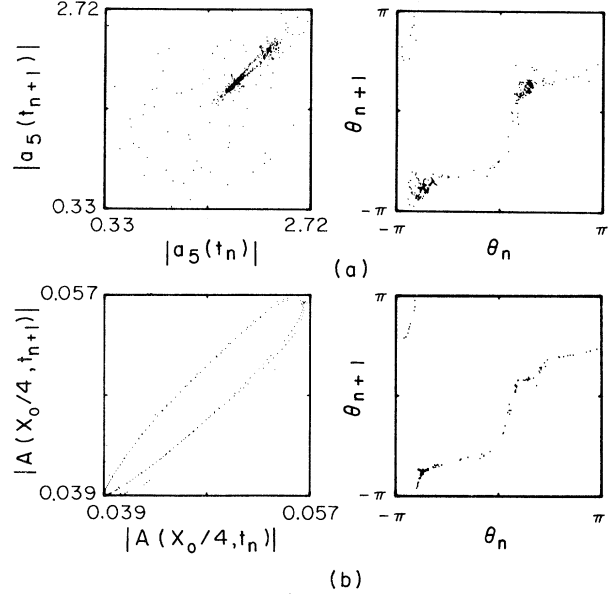 2.72
|a₅(tₙ₊₁)|
0.33
0.33
2.72
|a₅(tₙ)|
π
θₙ₊₁
-π
-π
π
θₙ
(a)
0.057
|A(X₀/4, tₙ₊₁)|
0.039
0.039
0.057
|A(X₀/4, tₙ)|
π
θₙ₊₁
-π
-π
π
θₙ
(b)